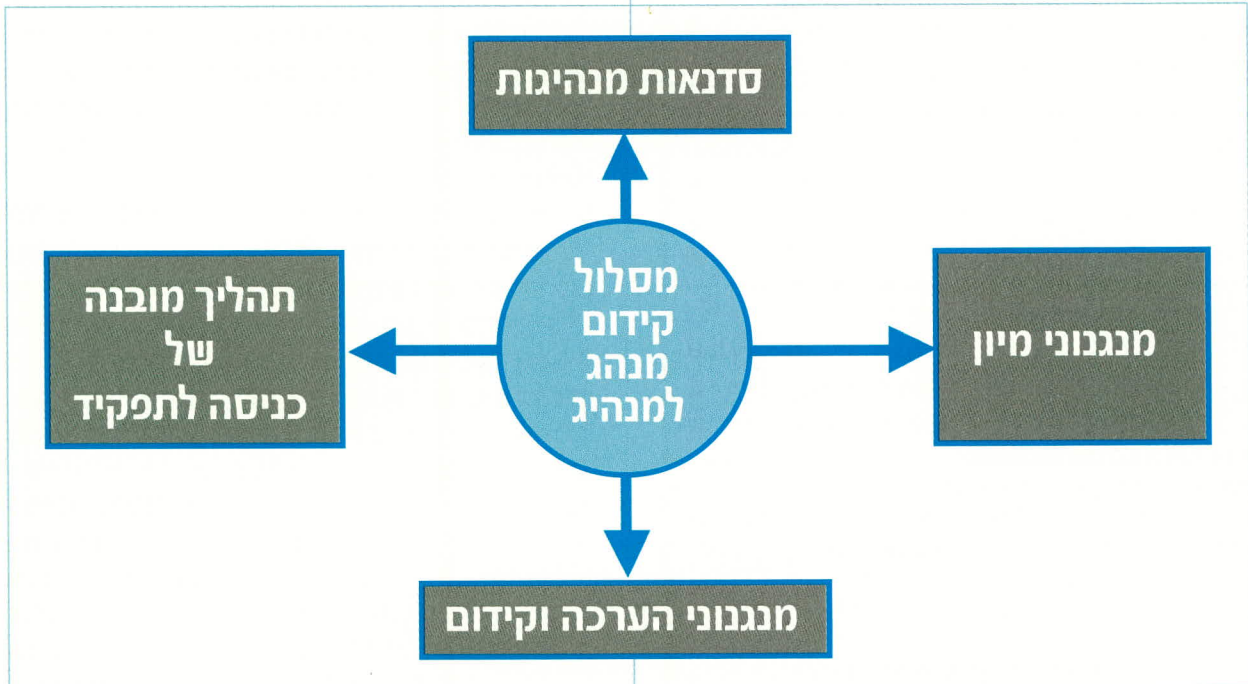 סדנאות מנהיגות
מנגנוני מיון
מסלול
קידום
מנהג
למנהיג
תהליך מובנה
של
כניסה לתפקיד
מנגנוני הערכה וקידום